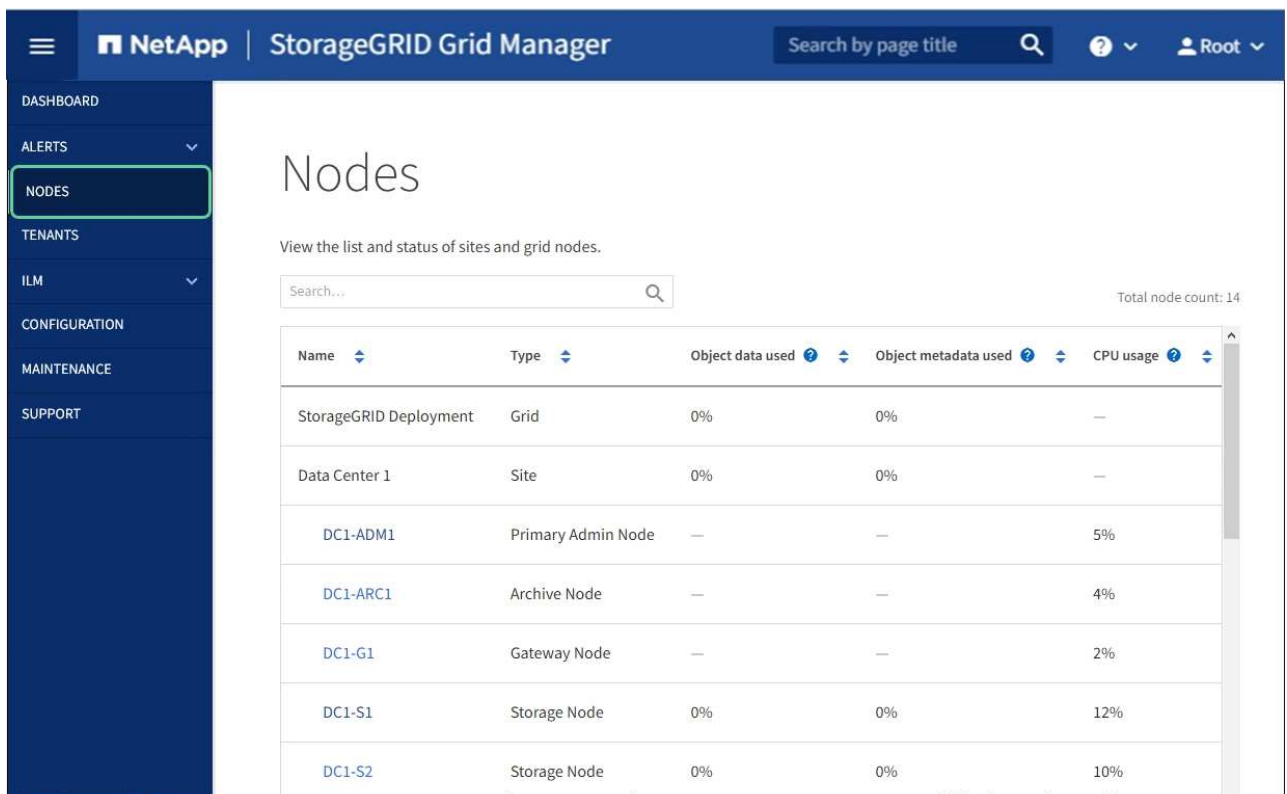 NetApp | StorageGRID Grid Manager Search by page title Root
DASHBOARD
ALERTS
NODES
TENANTS
ILM
CONFIGURATION
MAINTENANCE
SUPPORT
Nodes
View the list and status of sites and grid nodes.
Search...
Total node count: 14
Name Type Object data used Object metadata used CPU usage
StorageGRID Deployment Grid 0% 0% —
Data Center 1 Site 0% 0% —
DC1-ADM1 Primary Admin Node — — 5%
DC1-ARC1 Archive Node — — 4%
DC1-G1 Gateway Node — — 2%
DC1-S1 Storage Node 0% 0% 12%
DC1-S2 Storage Node 0% 0% 10%